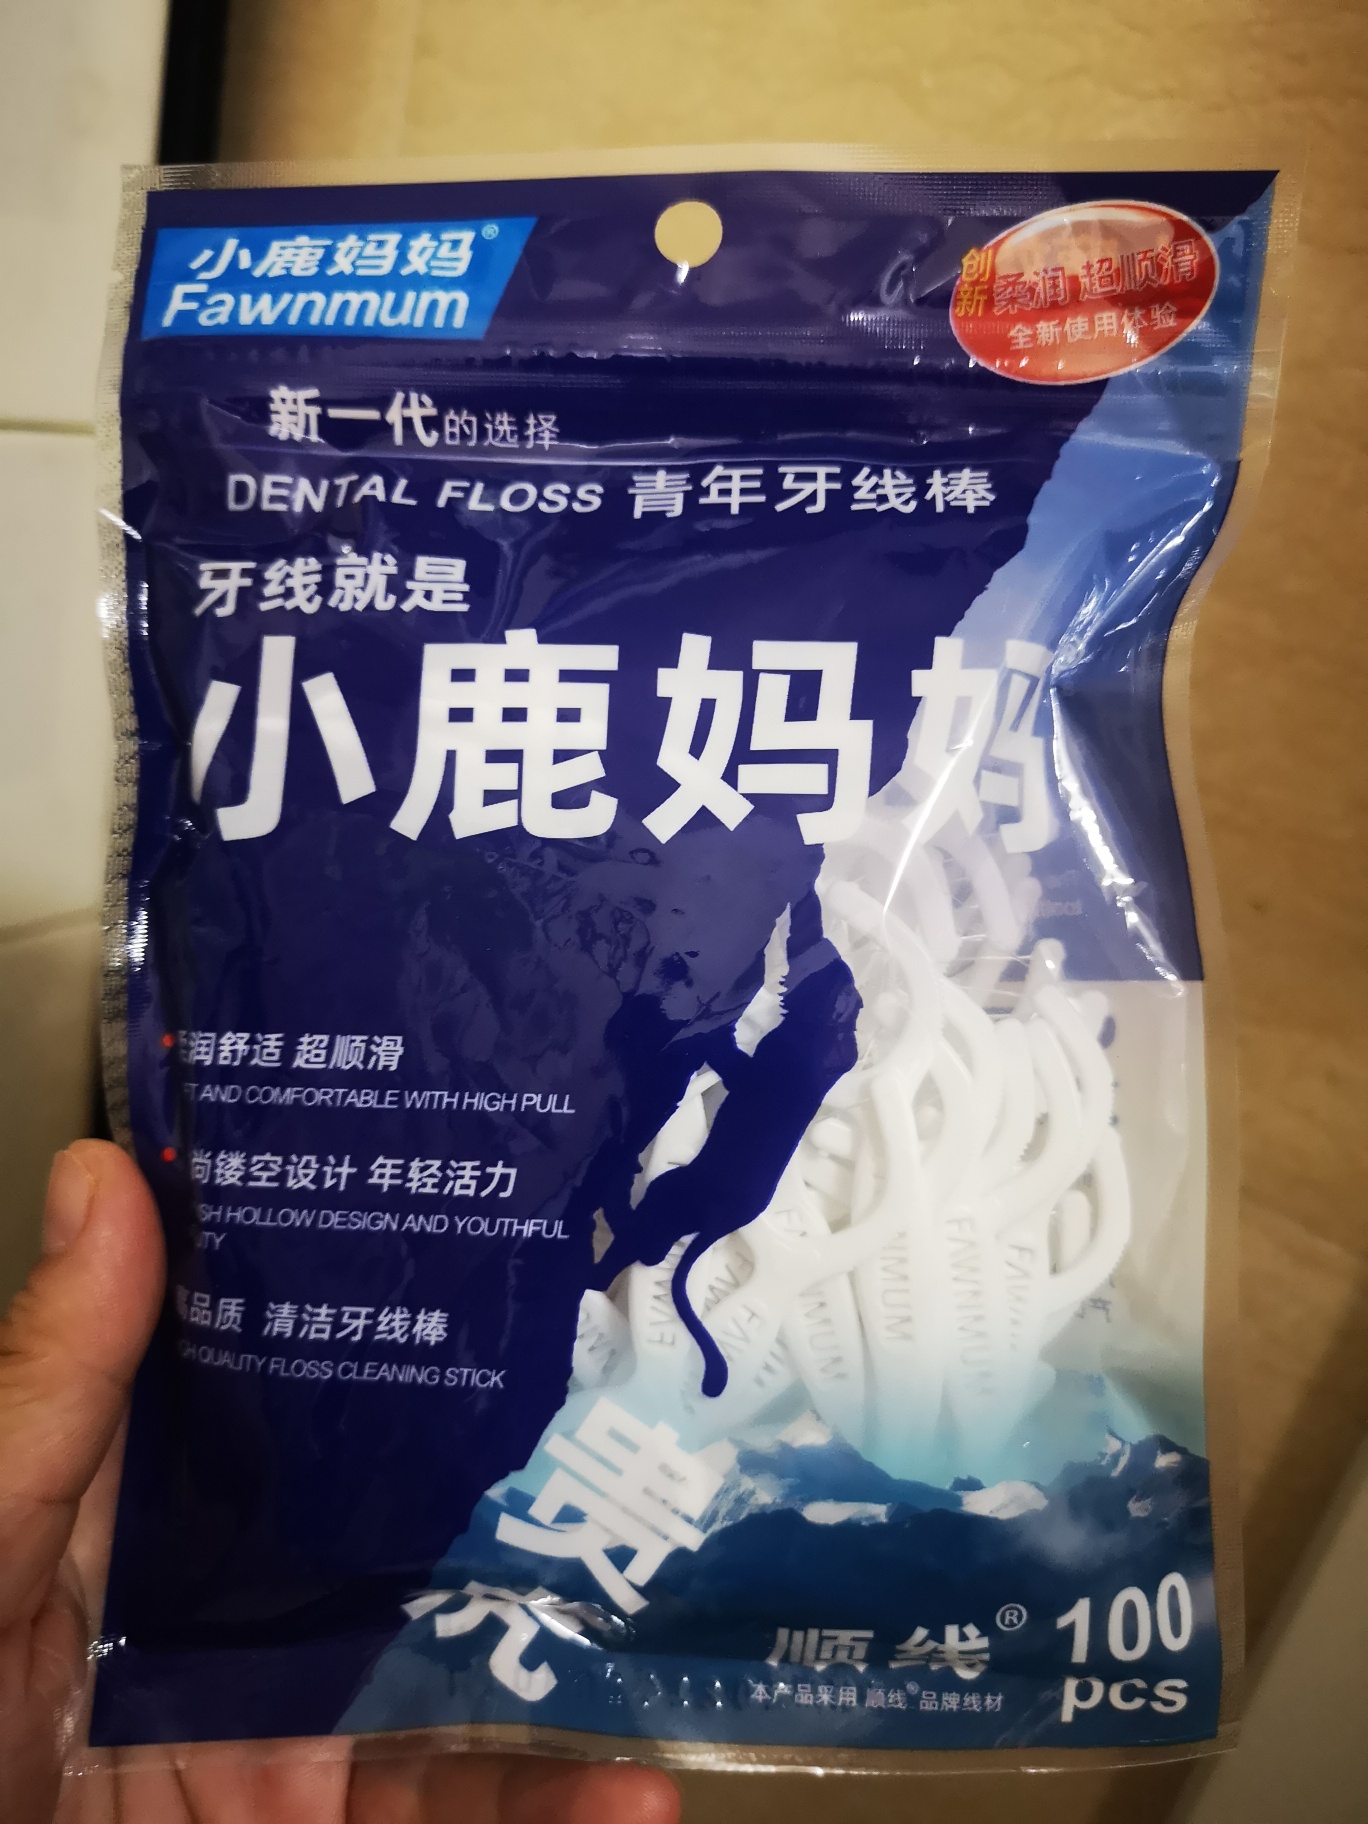 小鹿妈妈®
Fawnmum
创新 柔润 超顺滑
全新使用体验
新一代的选择
DENTAL FLOSS 青年牙线棒
牙线就是
小鹿妈妈
润舒适 超顺滑
AND COMFORTABLE WITH HIGH PULL
尚镂空设计 年轻活力
HOLLOW DESIGN AND YOUTHFUL
品质 清洁牙线棒
QUALITY FLOSS CLEANING STICK
FAWNMUM
FAWNMUM
贵
顺线®
本产品采用 顺线®品牌线材
100
pcs